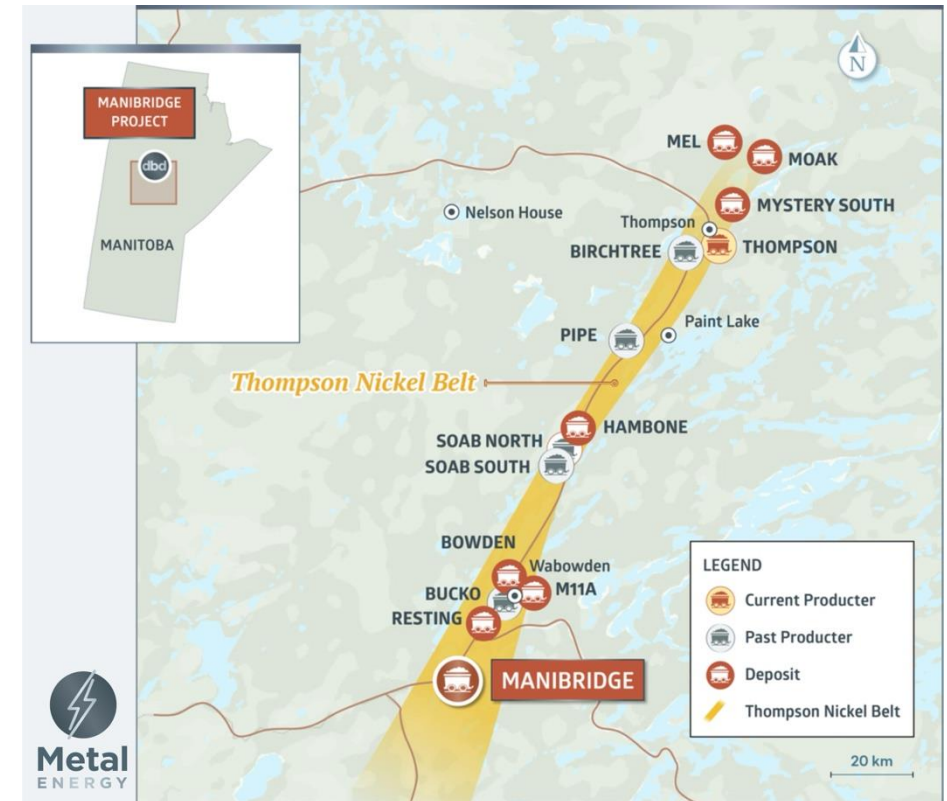 MANIBRIDGE
PROJECT
dbd
MANITOBA
N
MEL
MOAK
Nelson House
MYSTERY SOUTH
Thompson
BIRCHTREE
THOMPSON
PIPE
Paint Lake
Thompson Nickel Belt
HAMBONE
SOAB NORTH
SOAB SOUTH
BOWDEN
Wabowden
BUCKO
M11A
RESTING
MANIBRIDGE
LEGEND
Current Producter
Past Producter
Deposit
Thompson Nickel Belt
20 km
Metal
ENERGY